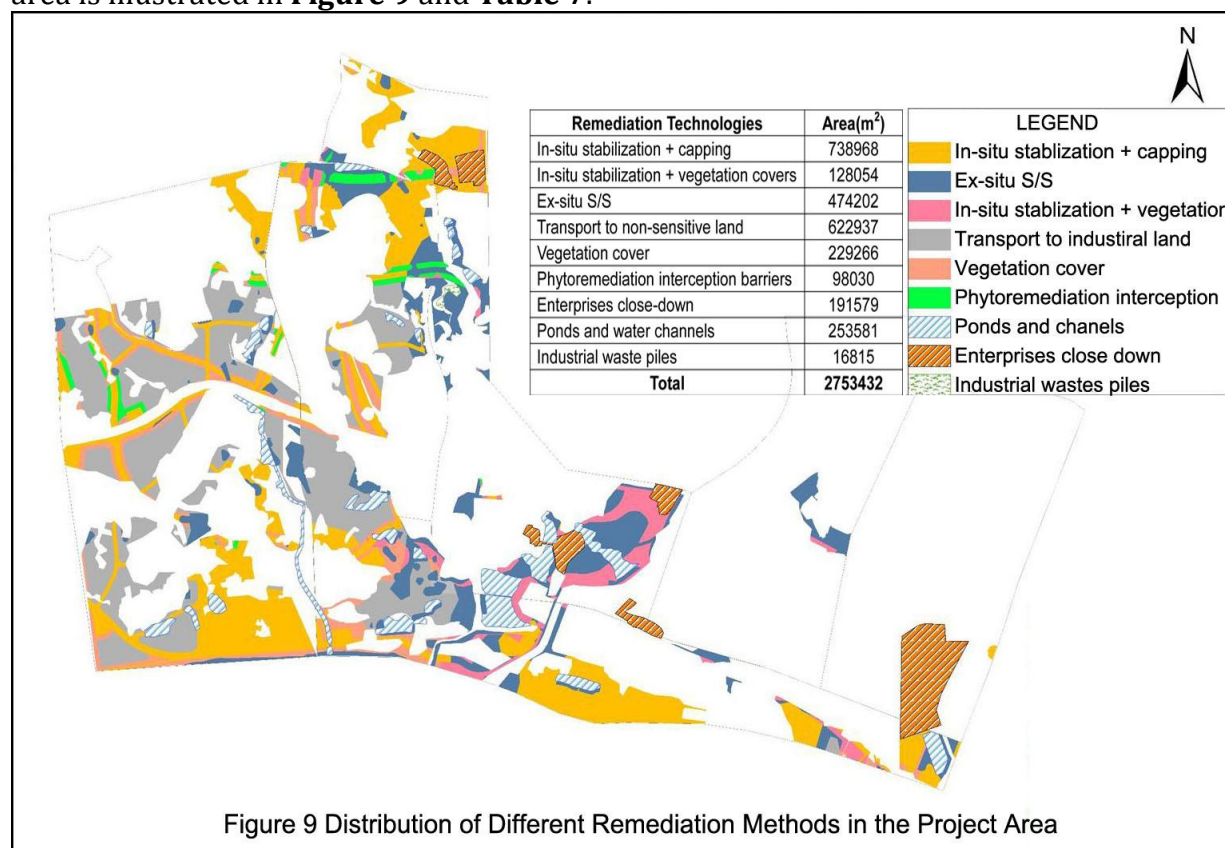 area is illustrated in Figure 9 and Table 7.
N
Remediation Technologies Area(m²)
In-situ stabilization + capping 738968
In-situ stabilization + vegetation covers 128054
Ex-situ S/S 474202
Transport to non-sensitive land 622937
Vegetation cover 229266
Phytoremediation interception barriers 98030
Enterprises close-down 191579
Ponds and water channels 253581
Industrial waste piles 16815
Total 2753432
LEGEND
In-situ stablization + capping
Ex-situ S/S
In-situ stablization + vegetation
Transport to industiral land
Vegetation cover
Phytoremediation interception
Ponds and chanels
Enterprises close down
Industrial wastes piles
Figure 9 Distribution of Different Remediation Methods in the Project Area